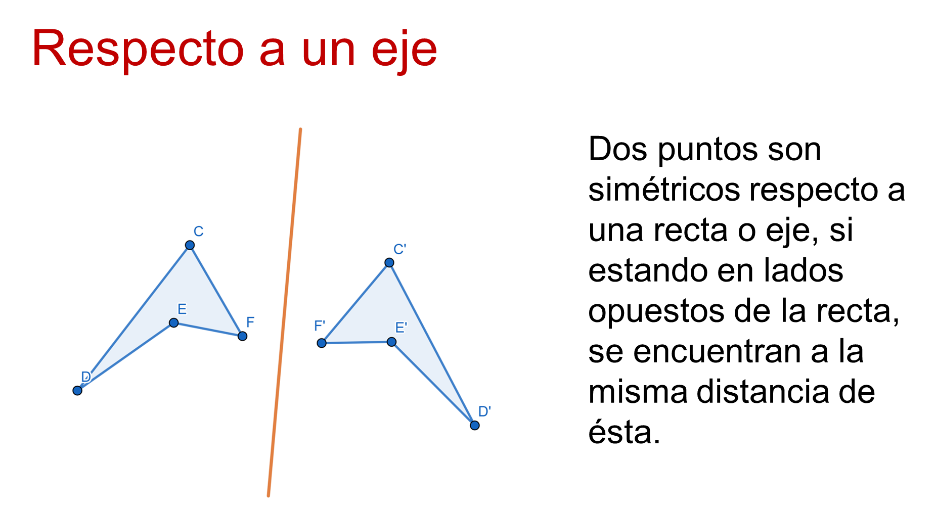 Respecto a un eje
Dos puntos son
simétricos respecto a
una recta o eje, si
estando en lados
opuestos de la recta,
se encuentran a la
misma distancia de
ésta.
C
C'
E
F
F'
E'
D
D'